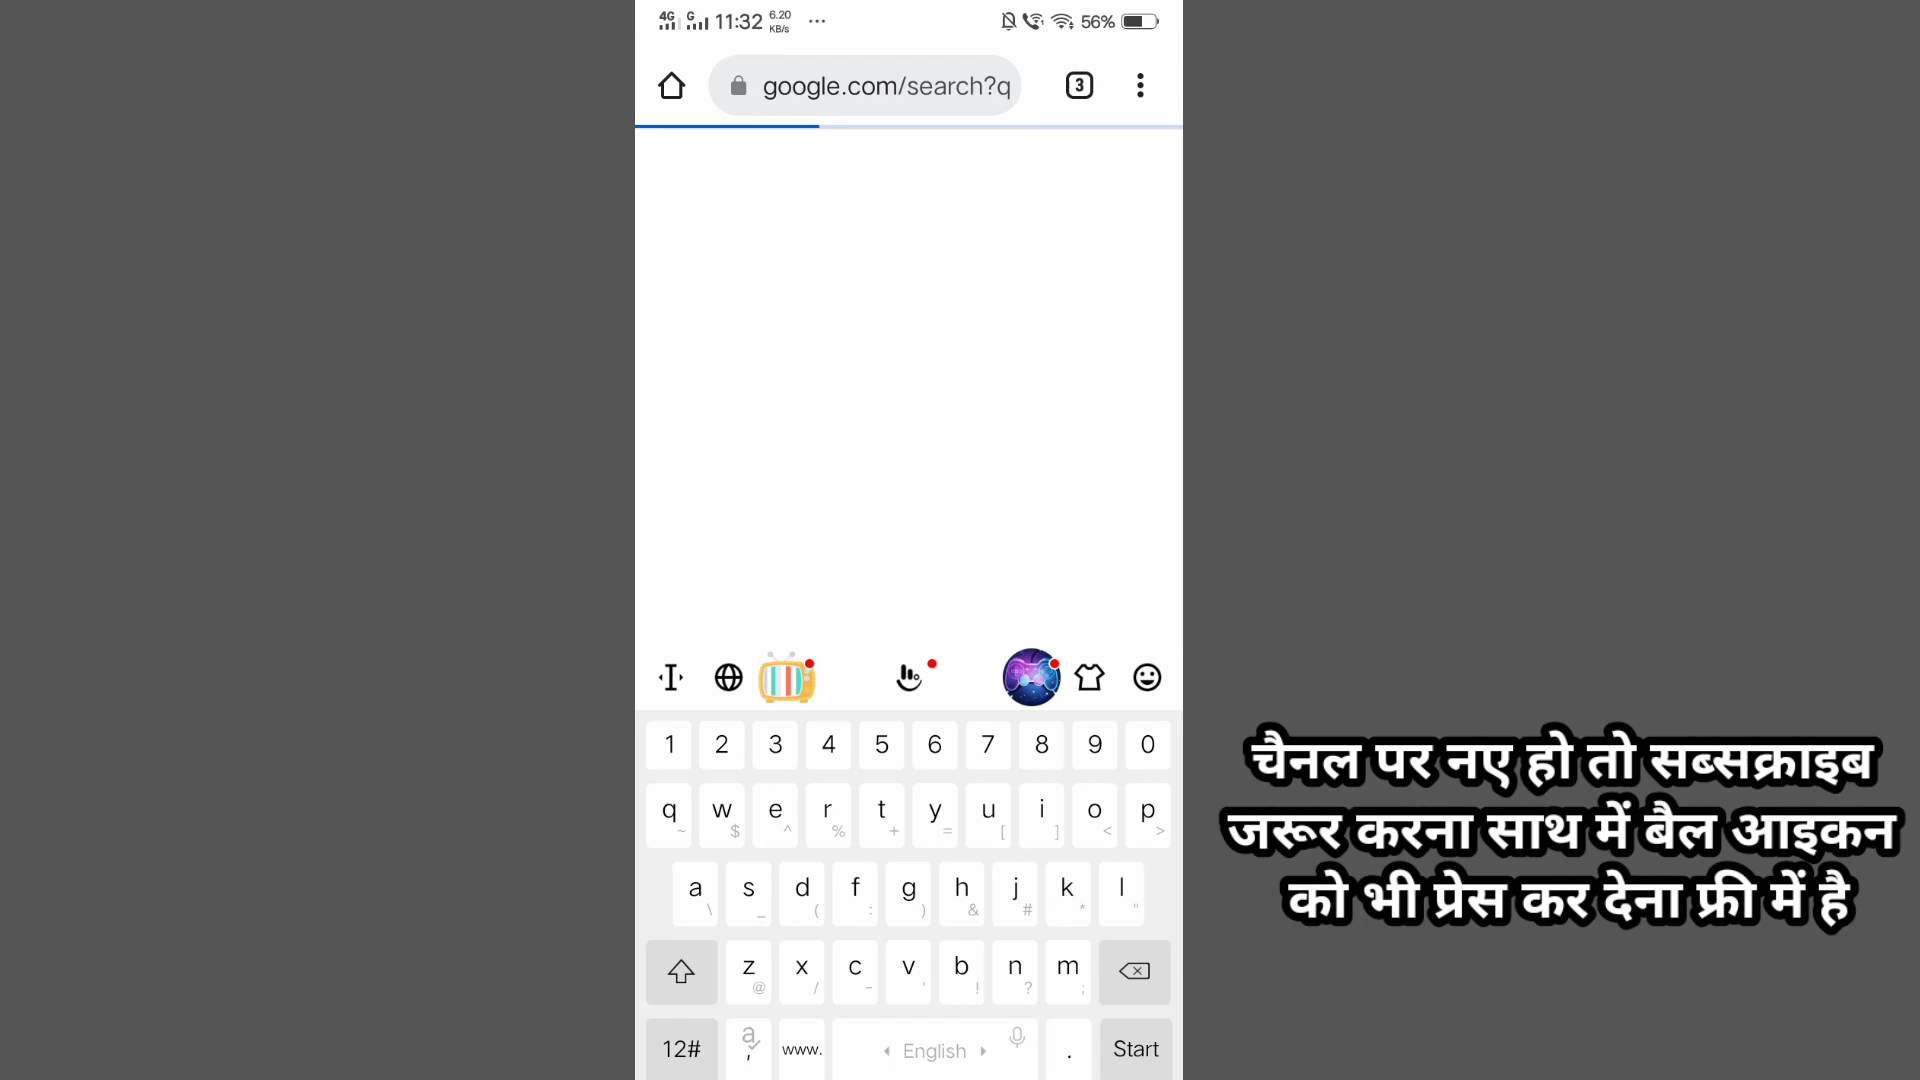 4G G 11:32 6.20 KB/s ... 56%
google.com/search?q 3
1 2 3 4 5 6 7 8 9 0
q w e r t y u i o p
~ $ ^ % + = [ ] < >
a s d f g h j k l
\ _ ( : ) & # * "
z x c v b n m
@ / - ' ! ? ;
12# a , www. English . Start
चैनल पर नए हो तो सब्सक्राइब
जरूर करना साथ में बैल आइकन
को भी प्रेस कर देना फ्री में है